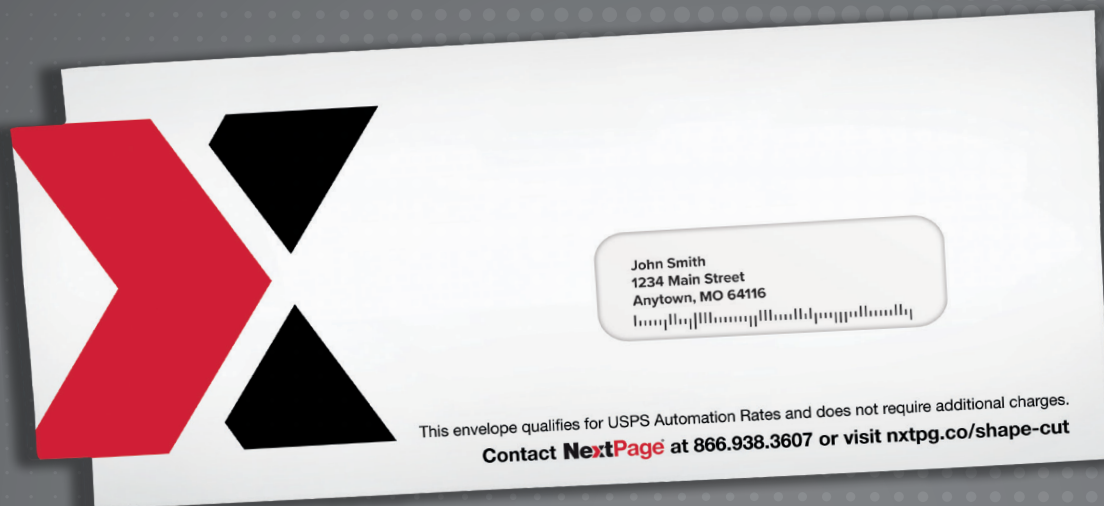 John Smith
1234 Main Street
Anytown, MO 64116
This envelope qualifies for USPS Automation Rates and does not require additional charges.
Contact NextPage at 866.938.3607 or visit nxtpg.co/shape-cut